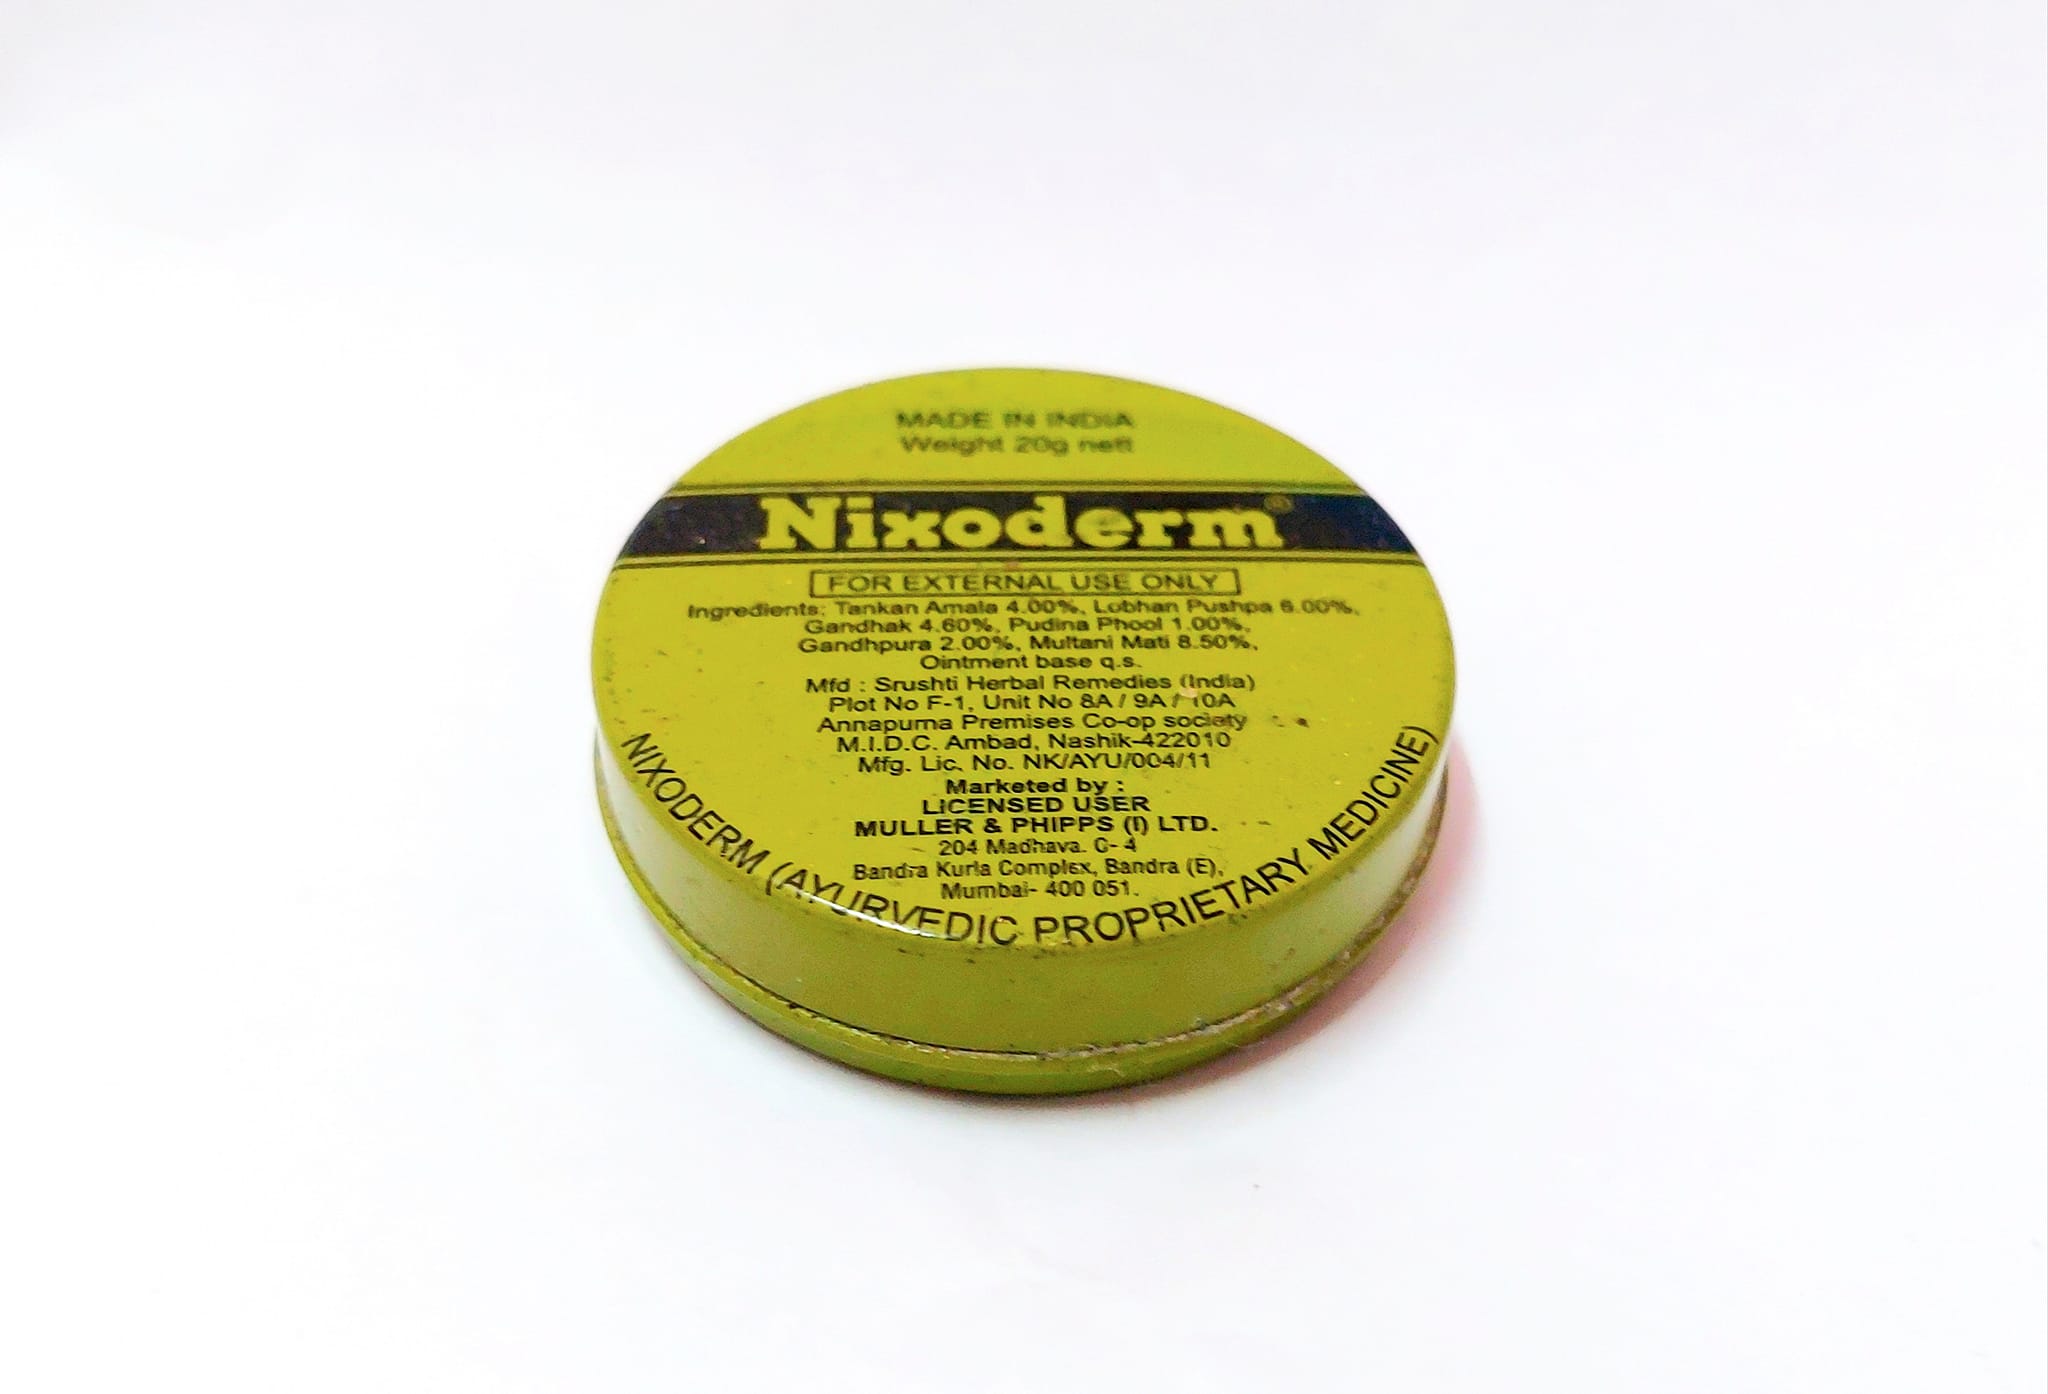 MADE IN INDIA
Weight 20g nett
Nixoderm®
FOR EXTERNAL USE ONLY
Ingredients: Tankan Amala 4.00%, Lobhan Pushpa 6.00%,
Gandhak 4.60%, Pudina Phool 1.00%,
Gandhpura 2.00%, Multani Mati 8.50%,
Ointment base q.s.
Mfd : Srushti Herbal Remedies (India)
Plot No F-1, Unit No 8A / 9A / 10A
Annapurna Premises Co-op society
M.I.D.C. Ambad, Nashik-422010
Mfg. Lic. No. NK/AYU/004/11
Marketed by :
LICENSED USER
MULLER & PHIPPS (I) LTD.
204 Madhava. C- 4
Bandra Kurla Complex, Bandra (E),
Mumbai- 400 051.
NIXODERM (AYURVEDIC PROPRIETARY MEDICINE)